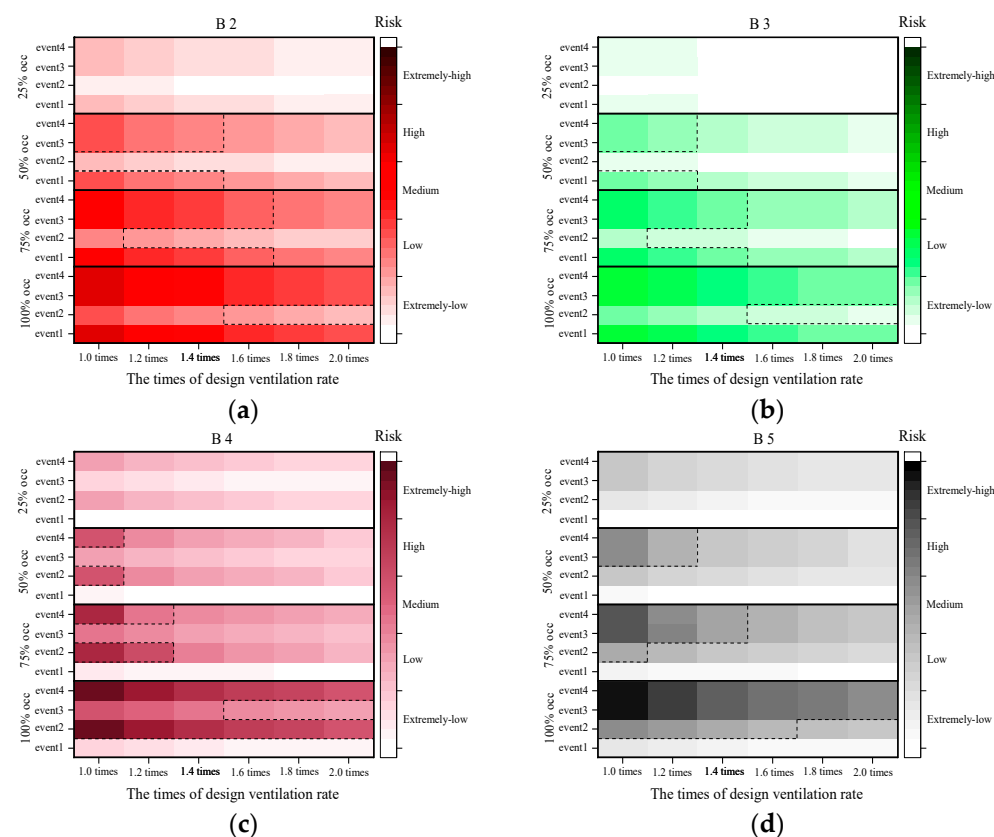 (a)
B 2
Risk
25% occ
event4
event3
event2
event1
50% occ
event4
event3
event2
event1
75% occ
event4
event3
event2
event1
100% occ
event4
event3
event2
event1
Extremely-high
High
Medium
Low
Extremely-low
1.0 times 1.2 times 1.4 times 1.6 times 1.8 times 2.0 times
The times of design ventilation rate
(a)
B 3
Risk
25% occ
event4
event3
event2
event1
50% occ
event4
event3
event2
event1
75% occ
event4
event3
event2
event1
100% occ
event4
event3
event2
event1
Extremely-high
High
Medium
Low
Extremely-low
1.0 times 1.2 times 1.4 times 1.6 times 1.8 times 2.0 times
The times of design ventilation rate
(b)
B 4
Risk
25% occ
event4
event3
event2
event1
50% occ
event4
event3
event2
event1
75% occ
event4
event3
event2
event1
100% occ
event4
event3
event2
event1
Extremely-high
High
Medium
Low
Extremely-low
1.0 times 1.2 times 1.4 times 1.6 times 1.8 times 2.0 times
The times of design ventilation rate
(c)
B 5
Risk
25% occ
event4
event3
event2
event1
50% occ
event4
event3
event2
event1
75% occ
event4
event3
event2
event1
100% occ
event4
event3
event2
event1
Extremely-high
High
Medium
Low
Extremely-low
1.0 times 1.2 times 1.4 times 1.6 times 1.8 times 2.0 times
The times of design ventilation rate
(d)